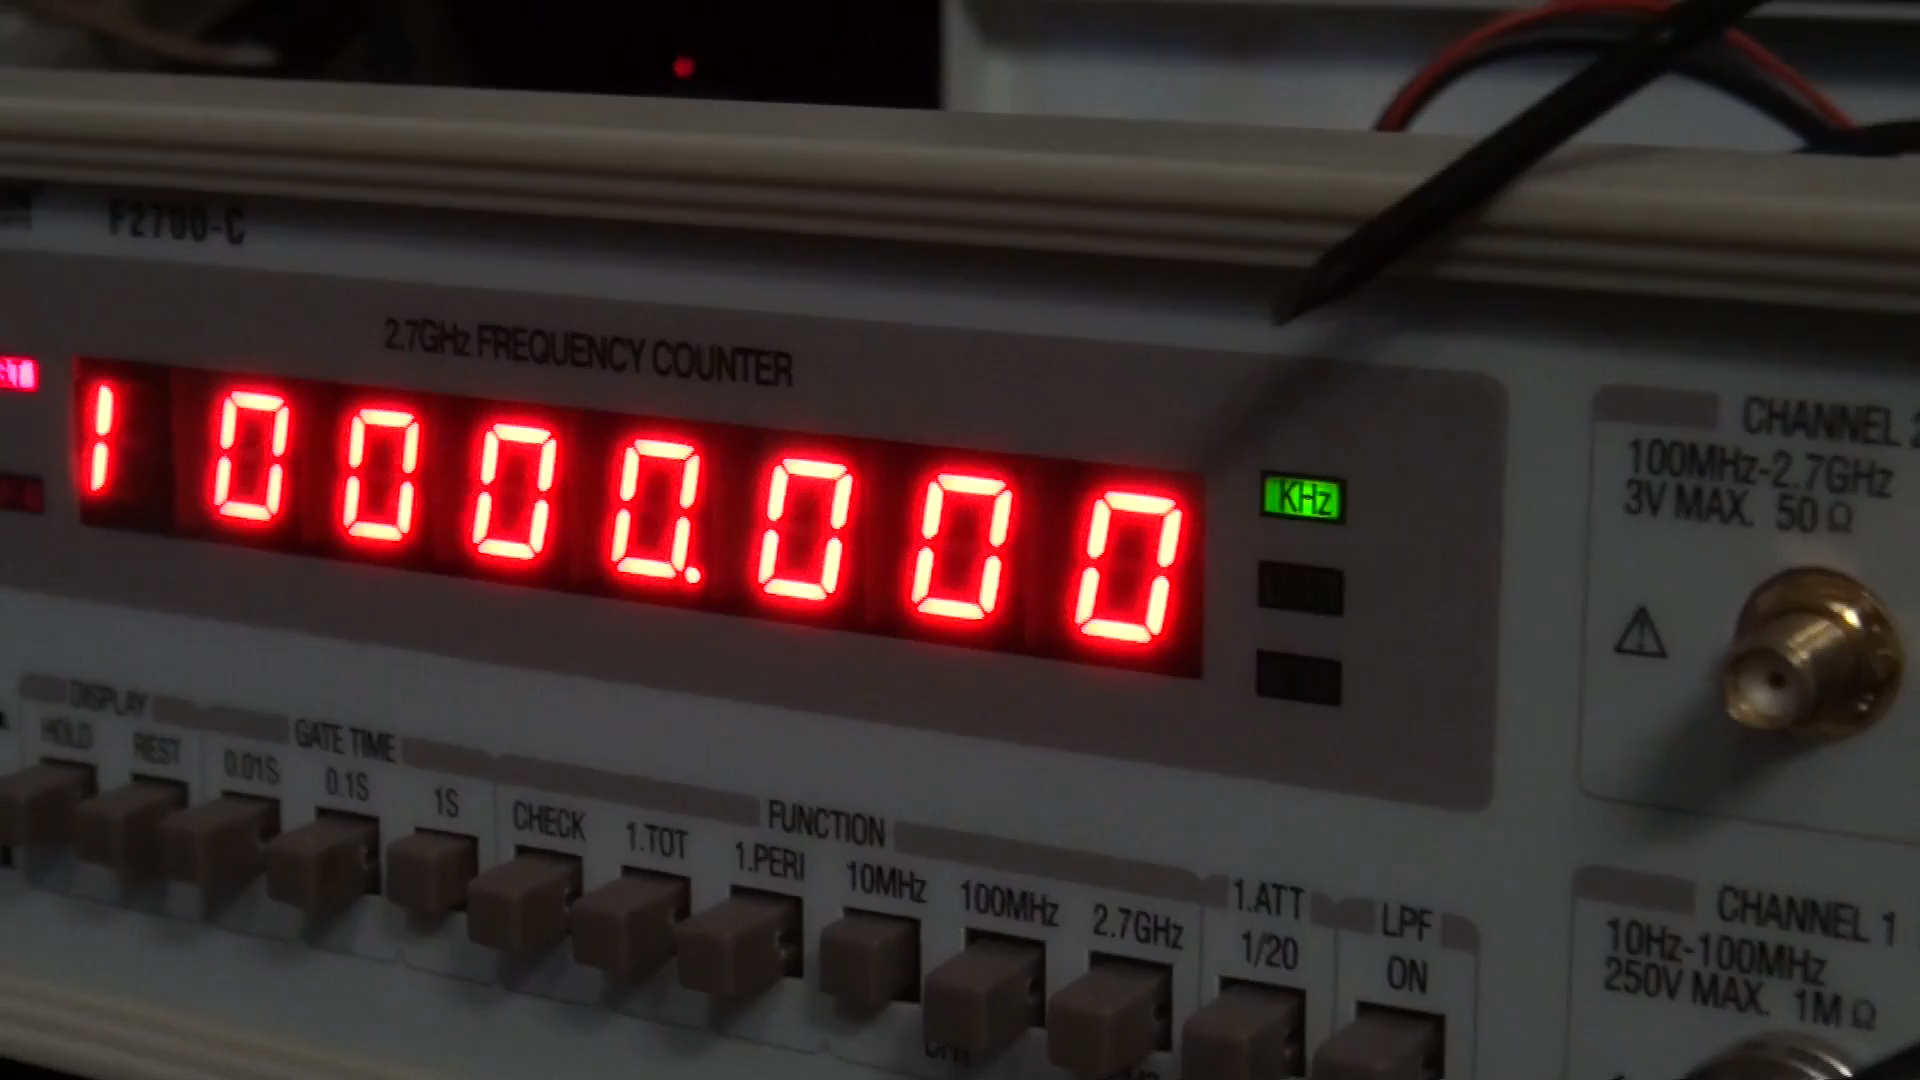 F2700-C
2.7GHz FREQUENCY COUNTER
10000.000
KHz
CHANNEL 2
100MHz-2.7GHz
3V MAX. 50 Ω
DISPLAY
HOLD REST
GATE TIME
0.01S 0.1S 1S
FUNCTION
CHECK 1.TOT 1.PERI 10MHz 100MHz 2.7GHz
1.ATT
1/20
LPF
ON
CHANNEL 1
10Hz-100MHz
250V MAX. 1M Ω